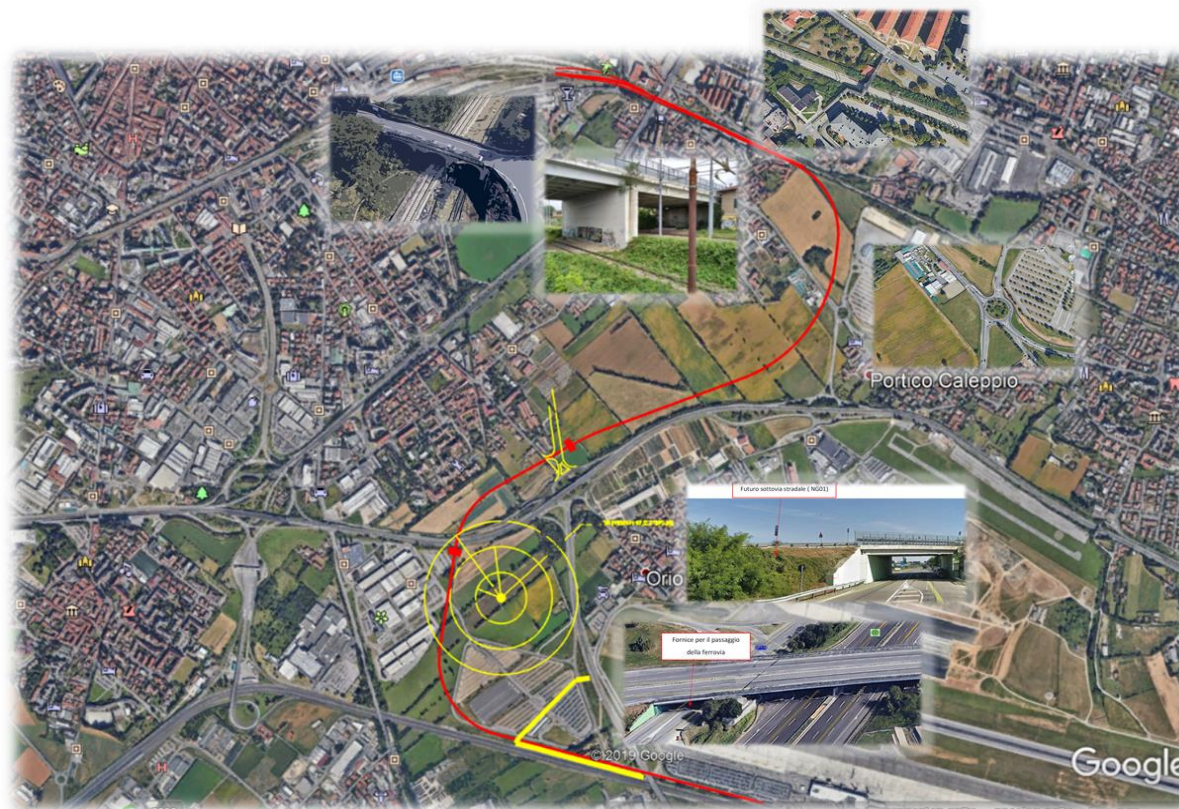 Portico Caleppio
Futuro sottovia stradale ( NG01)
Orio
Fornice per il passaggio
della ferrovia
© 2019 Google
Google